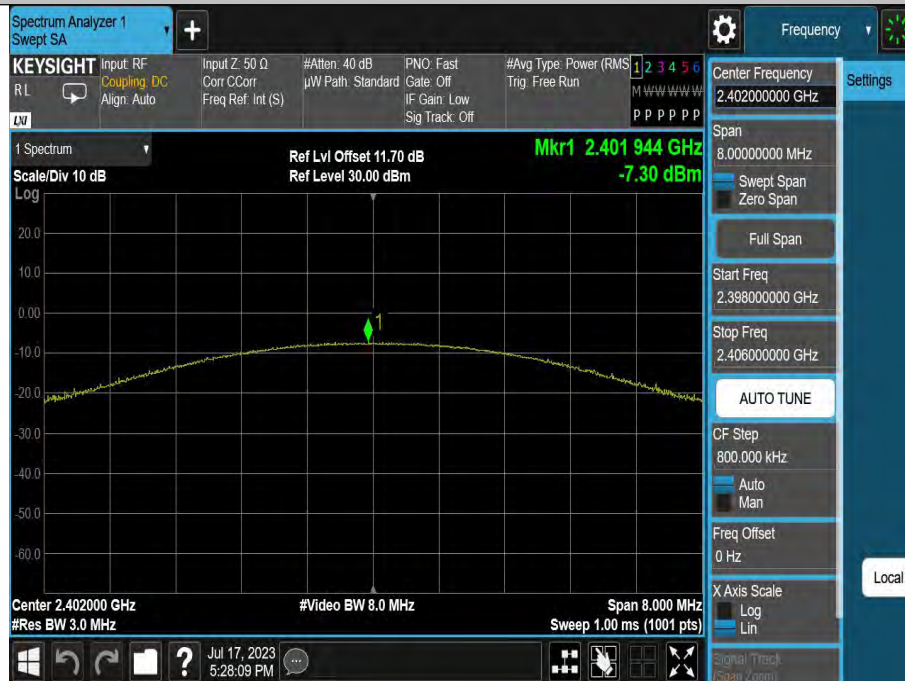 Spectrum Analyzer 1
Swept SA
+
Frequency
KEYSIGHT
RL
LXI
Input: RF
Coupling: DC
Align: Auto
Input Z: 50 Ω
Corr CCorr
Freq Ref: Int (S)
#Atten: 40 dB
µW Path: Standard
PNO: Fast
Gate: Off
IF Gain: Low
Sig Track: Off
#Avg Type: Power (RMS
Trig: Free Run
1 2 3 4 5 6
M W W W W W
P P P P P P
1 Spectrum
Scale/Div 10 dB
Log
Ref Lvl Offset 11.70 dB
Ref Level 30.00 dBm
Mkr1 2.401 944 GHz
-7.30 dBm
20.0
10.0
0.00
-10.0
-20.0
-30.0
-40.0
-50.0
-60.0
1
Center 2.402000 GHz
#Res BW 3.0 MHz
#Video BW 8.0 MHz
Span 8.000 MHz
Sweep 1.00 ms (1001 pts)
?
Jul 17, 2023
5:28:09 PM
Center Frequency
2.402000000 GHz
Settings
Span
8.00000000 MHz
Swept Span
Zero Span
Full Span
Start Freq
2.398000000 GHz
Stop Freq
2.406000000 GHz
AUTO TUNE
CF Step
800.000 kHz
Auto
Man
Freq Offset
0 Hz
X Axis Scale
Log
Lin
Local
Signal Track
(Span Zoom)